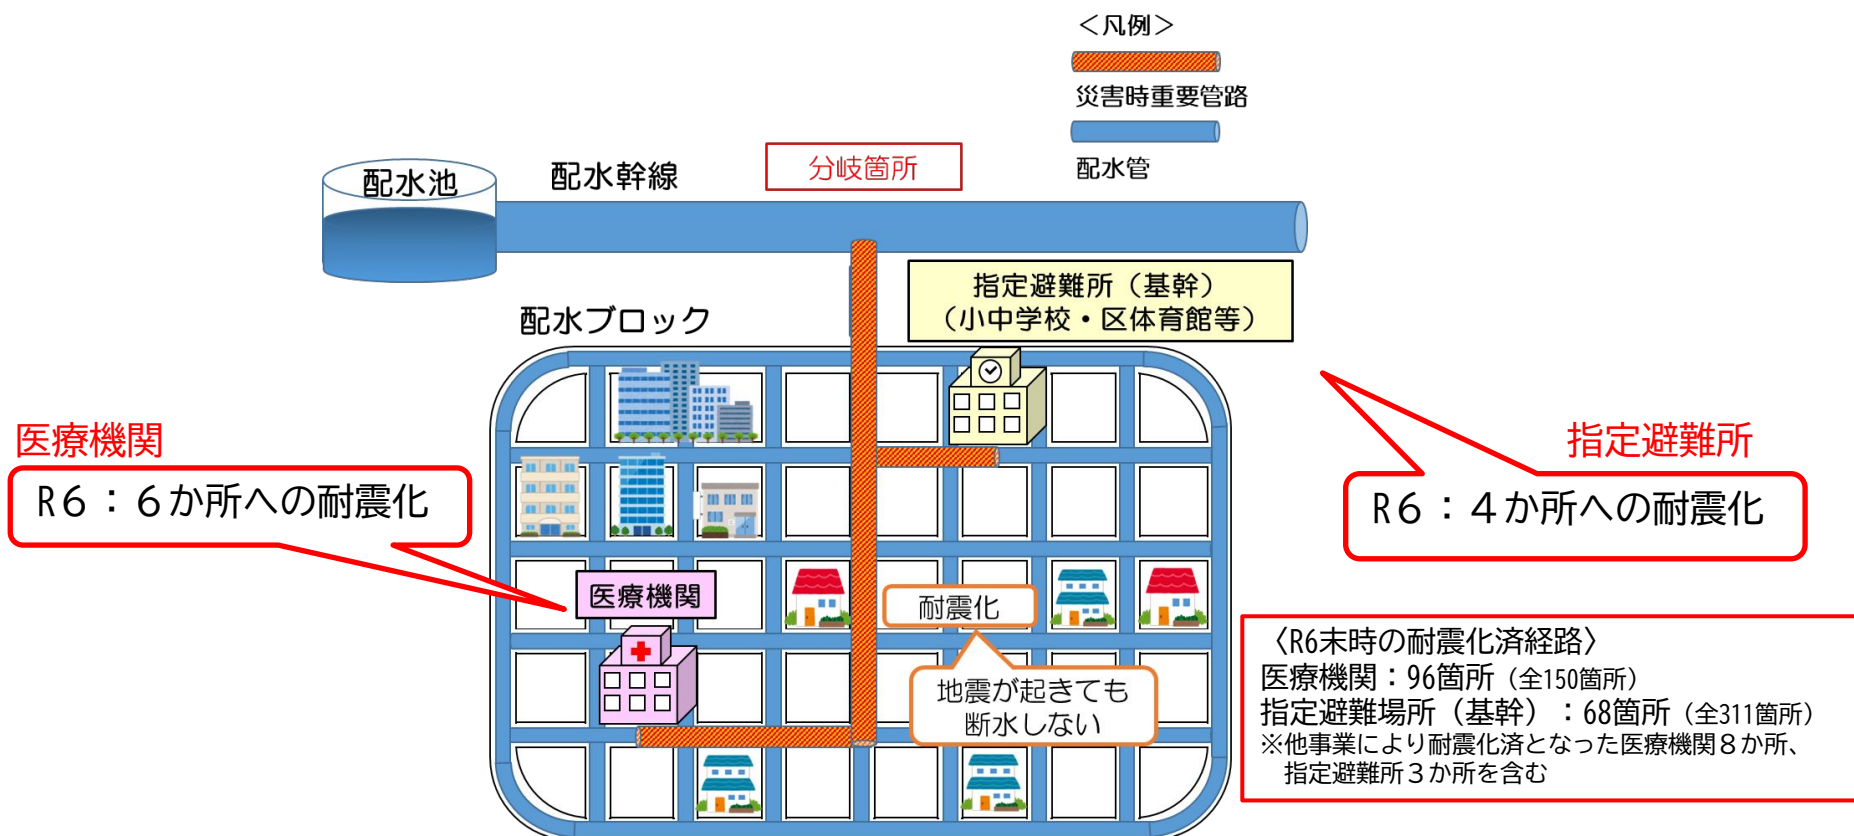 ＜凡例＞
災害時重要管路
配水管
配水池
配水幹線
分岐箇所
指定避難所（基幹）
（小中学校・区体育館等）
配水ブロック
医療機関
R6：6か所への耐震化
指定避難所
R6：4か所への耐震化
医療機関
耐震化
地震が起きても
断水しない
〈R6末時の耐震化済経路〉
医療機関：96箇所（全150箇所）
指定避難場所（基幹）：68箇所（全311箇所）
※他事業により耐震化済となった医療機関８か所、
指定避難所３か所を含む